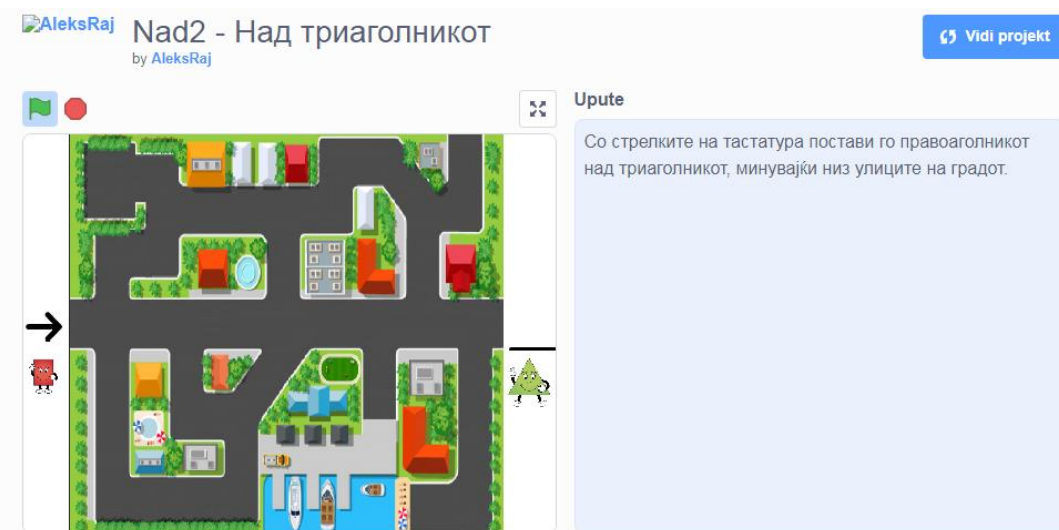 AleksRaj
Nad2 - Над триаголникот
by AleksRaj
Vidi projekt
Upute
Со стрелките на тастатура постави го правоаголникот
над триаголникот, минувајќи низ улиците на градот.